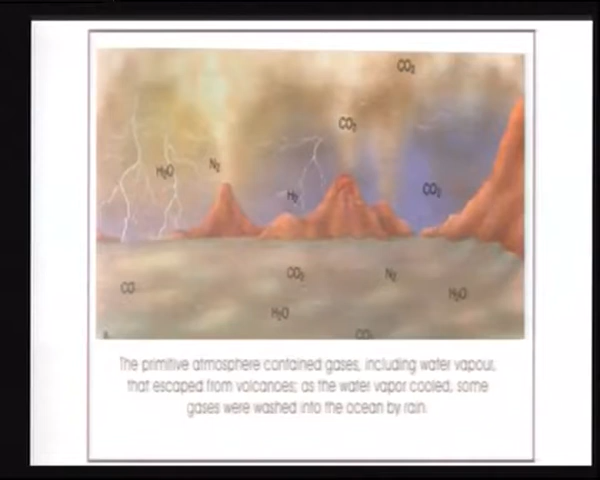 CO2
CO2
H2O
N2
H2
CO2
CO
CO2
N2
H2O
H2O
CO2
The primitive atmosphere contained gases, including water vapour,
that escaped from volcanoes; as the water vapor cooled, some
gases were washed into the ocean by rain.